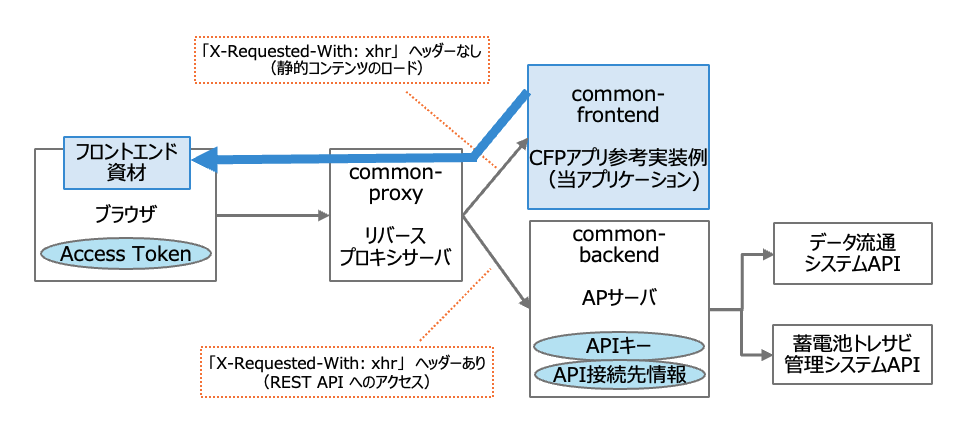 「X-Requested-With: xhr」 ヘッダーなし
（静的コンテンツのロード）
common-
frontend
CFPアプリ参考実装例
（当アプリケーション)
フロントエンド
資材
ブラウザ
Access Token
common-
proxy
リバース
プロキシサーバ
common-
backend
APサーバ
APIキー
API接続先情報
データ流通
システムAPI
蓄電池トレサビ
管理システムAPI
「X-Requested-With: xhr」 ヘッダーあり
（REST API へのアクセス）